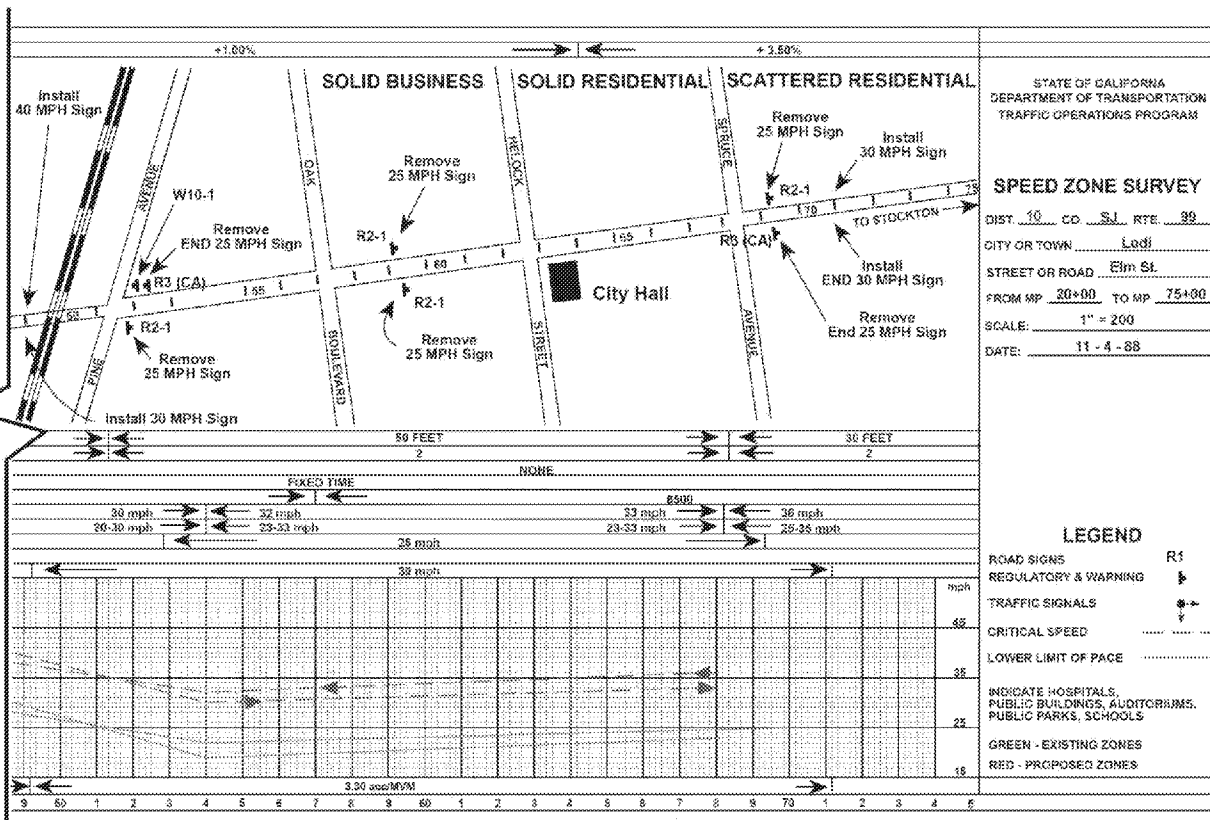 +1.00%
+ 3.50%
SOLID BUSINESS
SOLID RESIDENTIAL
SCATTERED RESIDENTIAL
Install
40 MPH Sign
AVENUE
W10-1
Remove
END 25 MPH Sign
R3 (CA)
OAK
Remove
25 MPH Sign
R2-1
HELOCK
SPRUCE
Remove
25 MPH Sign
R2-1
Install
30 MPH Sign
75
70
TO STOCKTON
65
60
55
R3 (CA)
Install
END 30 MPH Sign
City Hall
R2-1
R2-1
Remove
25 MPH Sign
Remove
25 MPH Sign
Remove
End 25 MPH Sign
PINE
BOULEVARD
STREET
AVENUE
Install 30 MPH Sign
50 FEET
30 FEET
2
2
NONE
FIXED TIME
8500
30 mph
32 mph
33 mph
36 mph
20-30 mph
23-33 mph
23-33 mph
25-35 mph
25 mph
30 mph
mph
45
35
25
15
3.30 acc/MVM
9 50 1 2 3 4 5 6 7 8 9 60 1 2 3 4 5 6 7 8 9 70 1 2 3 4 5
STATE OF CALIFORNIA
DEPARTMENT OF TRANSPORTATION
TRAFFIC OPERATIONS PROGRAM
SPEED ZONE SURVEY
DIST. 10 CO. SJ RTE. 99
CITY OR TOWN Lodi
STREET OR ROAD Elm St.
FROM MP 20+00 TO MP 75+00
SCALE: 1" = 200
DATE: 11 - 4 - 88
LEGEND
ROAD SIGNS R1
REGULATORY & WARNING
TRAFFIC SIGNALS
CRITICAL SPEED
LOWER LIMIT OF PACE
INDICATE HOSPITALS,
PUBLIC BUILDINGS, AUDITORIUMS,
PUBLIC PARKS, SCHOOLS
GREEN - EXISTING ZONES
RED - PROPOSED ZONES